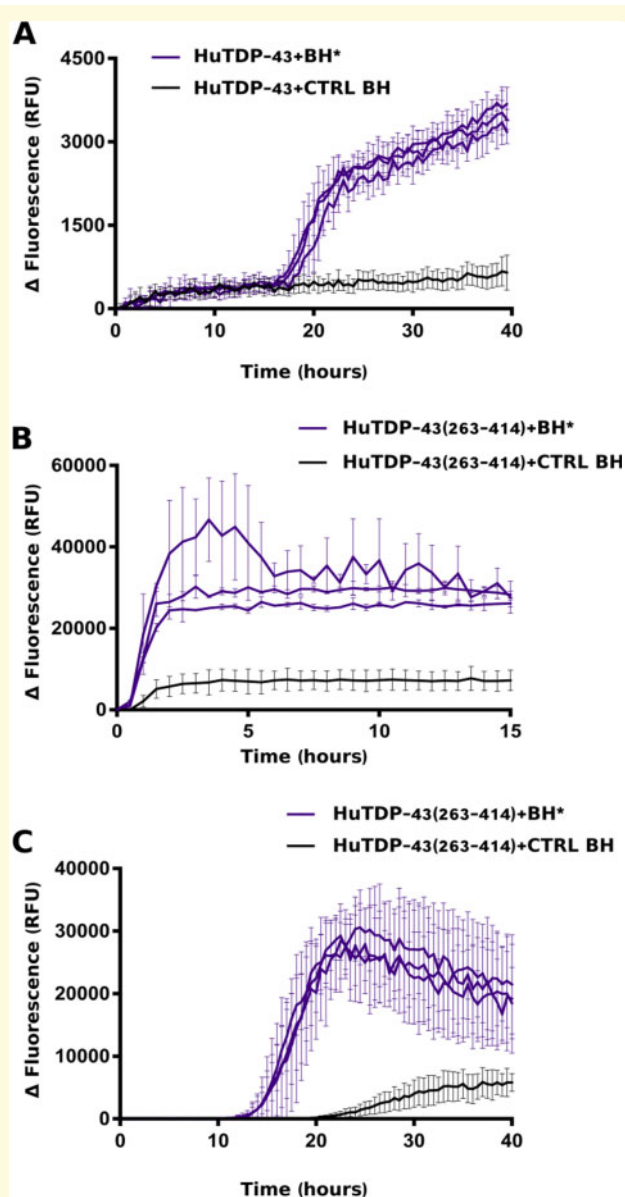 A
HuTDP-43+BH*
HuTDP-43+CTRL BH
Δ Fluorescence (RFU)
4500
3000
1500
0
0 10 20 30 40
Time (hours)
B
HuTDP-43(263-414)+BH*
HuTDP-43(263-414)+CTRL BH
Δ Fluorescence (RFU)
60000
40000
20000
0
0 5 10 15
Time (hours)
HuTDP-43(263-414)+BH*
C
HuTDP-43(263-414)+CTRL BH
Δ Fluorescence (RFU)
40000
30000
20000
10000
0
0 10 20 30 40
Time (hours)